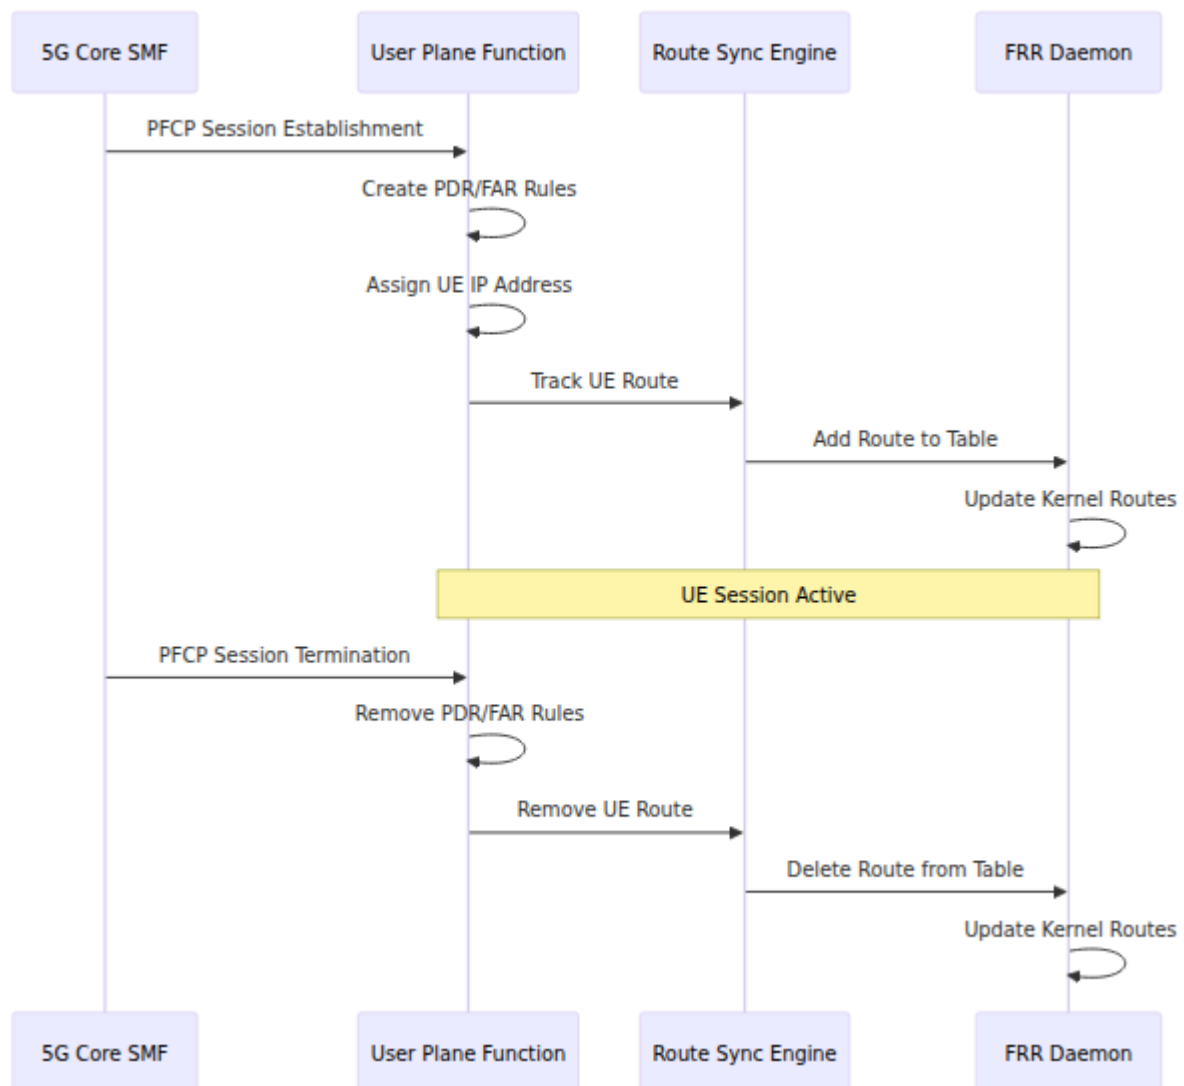 5G Core SMF
User Plane Function
Route Sync Engine
FRR Daemon
PFCP Session Establishment
Create PDR/FAR Rules
Assign UE IP Address
Track UE Route
Add Route to Table
Update Kernel Routes
UE Session Active
PFCP Session Termination
Remove PDR/FAR Rules
Remove UE Route
Delete Route from Table
Update Kernel Routes
5G Core SMF
User Plane Function
Route Sync Engine
FRR Daemon